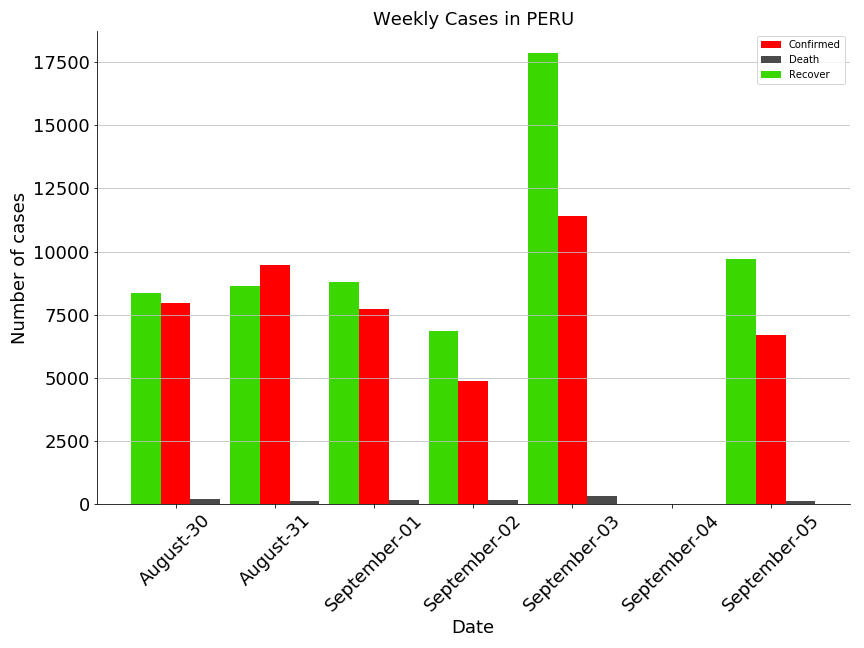 Weekly Cases in PERU
Confirmed
Death
Recover
17500
15000
12500
10000
7500
5000
2500
0
Number of cases
August-30
August-31
September-01
September-02
September-03
September-04
September-05
Date